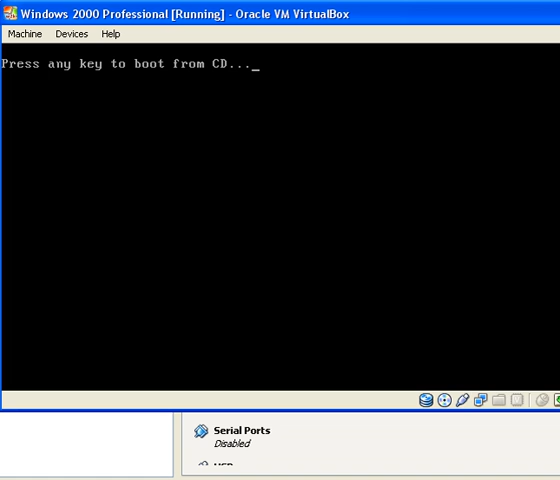 Windows 2000 Professional [Running] - Oracle VM VirtualBox
Machine Devices Help
Press any key to boot from CD..._
Serial Ports
Disabled